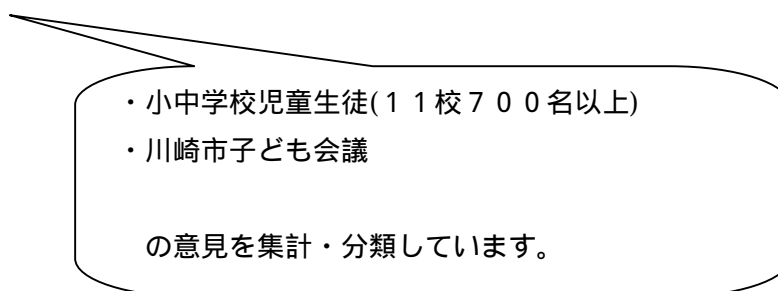 ・小中学校児童生徒(１１校７００名以上)
・川崎市子ども会議
の意見を集計・分類しています。